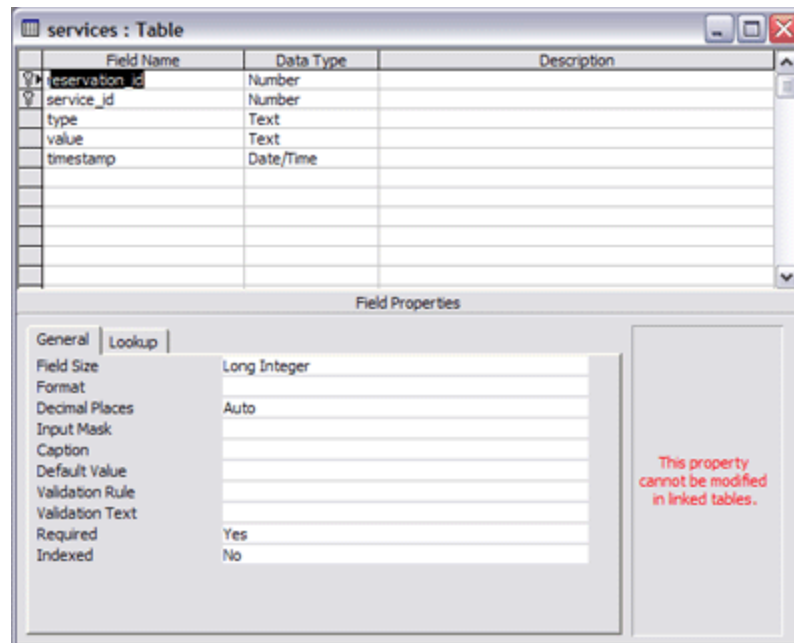 services : Table
Field Name Data Type Description
reservation_id Number
service_id Number
type Text
value Text
timestamp Date/Time
Field Properties
General Lookup
Field Size Long Integer
Format
Decimal Places Auto
Input Mask
Caption
Default Value
Validation Rule
Validation Text
Required Yes
Indexed No
This property
cannot be modified
in linked tables.